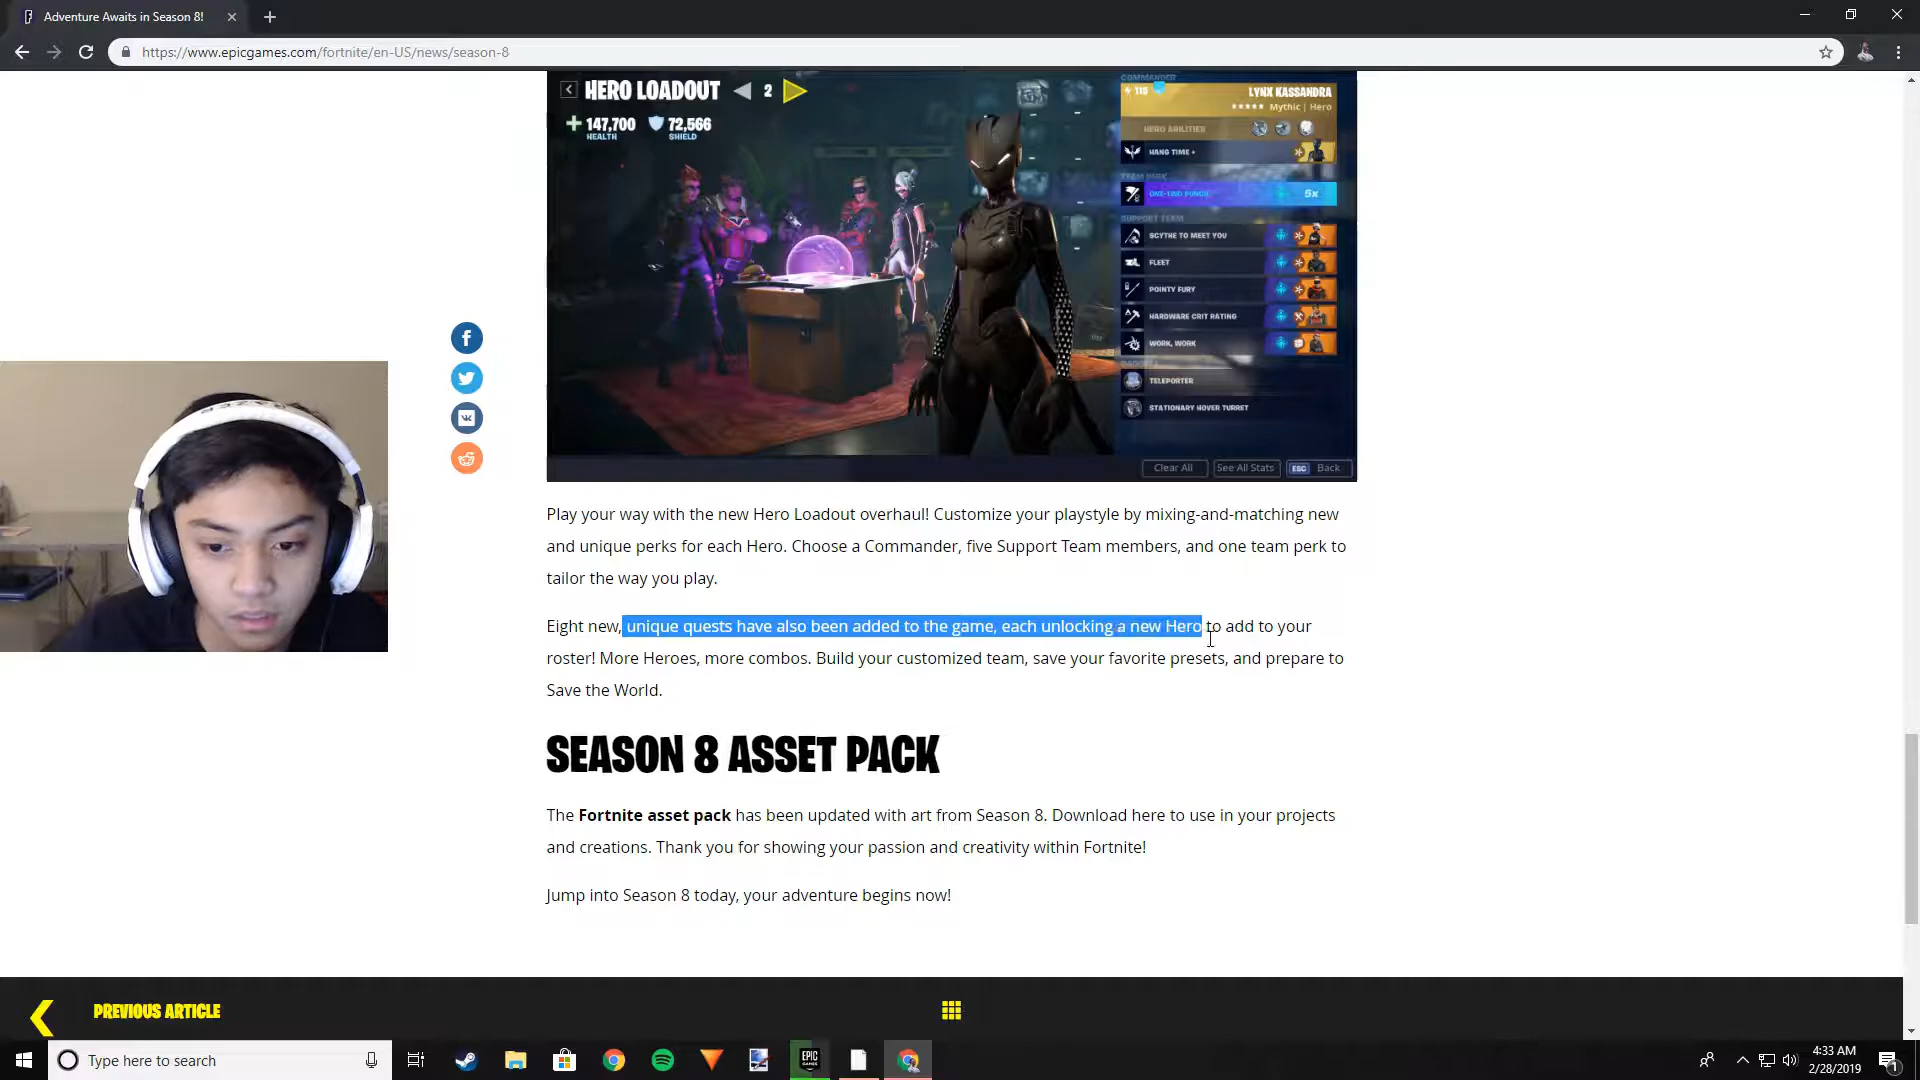 Adventure Awaits in Season 8!
https://www.epicgames.com/fortnite/en-US/news/season-8
HERO LOADOUT 2
147,700 72,566
HEALTH SHIELD
COMMANDER
115 LYNX KASSANDRA
Mythic | Hero
HERO ABILITIES
HANG TIME +
TEAM PERK
ONE-TWO PUNCH 5x
SUPPORT TEAM
SCYTHE TO MEET YOU
FLEET
POINTY FURY
HARDWARE CRIT RATING
WORK, WORK
TELEPORTER
STATIONARY HOVER TURRET
Clear All See All Stats ESC Back
Play your way with the new Hero Loadout overhaul! Customize your playstyle by mixing-and-matching new
and unique perks for each Hero. Choose a Commander, five Support Team members, and one team perk to
tailor the way you play.
Eight new, unique quests have also been added to the game, each unlocking a new Hero to add to your
roster! More Heroes, more combos. Build your customized team, save your favorite presets, and prepare to
Save the World.
SEASON 8 ASSET PACK
The Fortnite asset pack has been updated with art from Season 8. Download here to use in your projects
and creations. Thank you for showing your passion and creativity within Fortnite!
Jump into Season 8 today, your adventure begins now!
PREVIOUS ARTICLE
Type here to search
EPIC GAMES
4:33 AM
2/28/2019
1